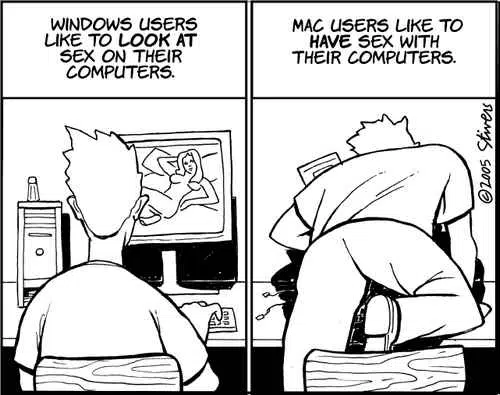 WINDOWS USERS
LIKE TO LOOK AT
SEX ON THEIR
COMPUTERS.
MAC USERS LIKE TO
HAVE SEX WITH
THEIR COMPUTERS.
©2005 Stivers